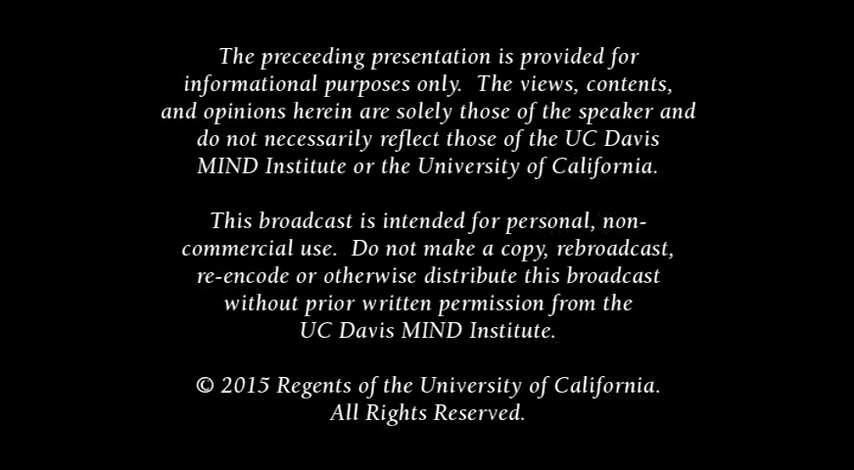 The preceeding presentation is provided for
informational purposes only.  The views, contents,
and opinions herein are solely those of the speaker and
do not necessarily reflect those of the UC Davis
MIND Institute or the University of California.
This broadcast is intended for personal, non-
commercial use.  Do not make a copy, rebroadcast,
re-encode or otherwise distribute this broadcast
without prior written permission from the
UC Davis MIND Institute.
© 2015 Regents of the University of California.
All Rights Reserved.